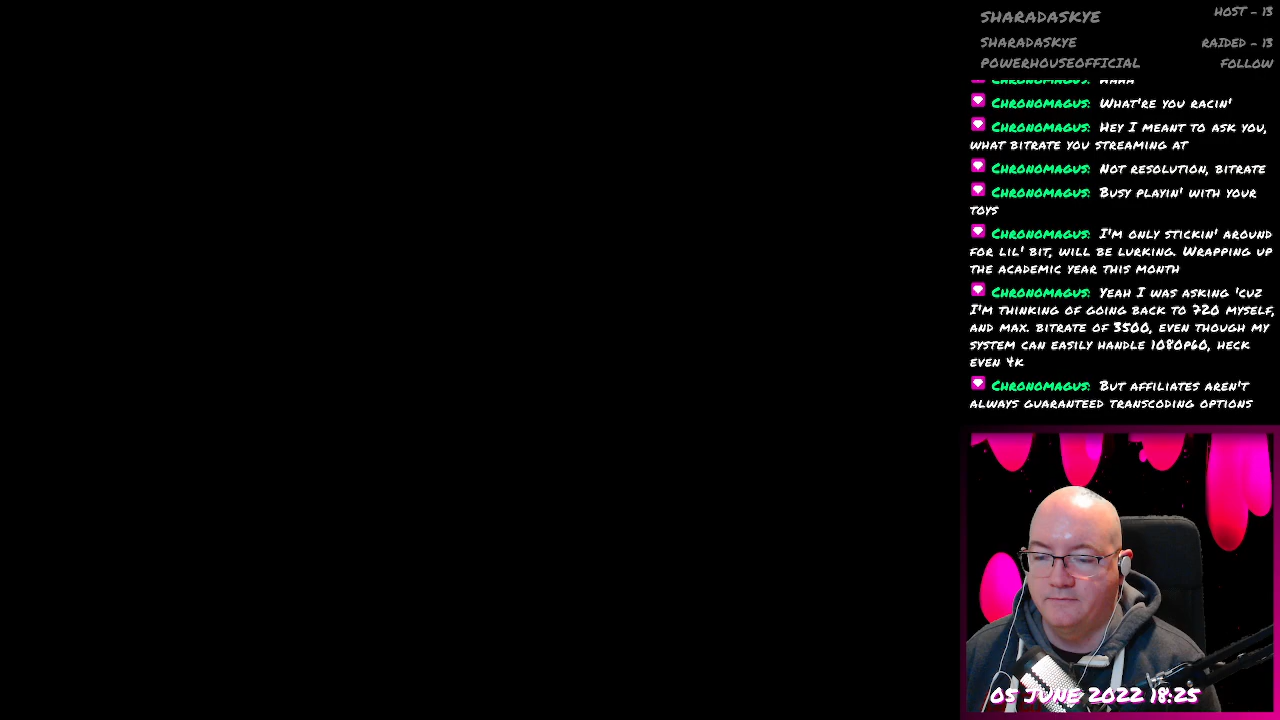 SHARADASKYE HOST - 13
SHARADASKYE RAIDED - 13
POWERHOUSEOFFICIAL FOLLOW
CHRONOMAGUS:
CHRONOMAGUS: WHAT'RE YOU RACIN'
CHRONOMAGUS: HEY I MEANT TO ASK YOU,
WHAT BITRATE YOU STREAMING AT
CHRONOMAGUS: NOT RESOLUTION, BITRATE
CHRONOMAGUS: BUSY PLAYIN' WITH YOUR
TOYS
CHRONOMAGUS: I'M ONLY STICKIN' AROUND
FOR LIL' BIT, WILL BE LURKING. WRAPPING UP
THE ACADEMIC YEAR THIS MONTH
CHRONOMAGUS: YEAH I WAS ASKING 'CUZ
I'M THINKING OF GOING BACK TO 720 MYSELF,
AND MAX. BITRATE OF 3500, EVEN THOUGH MY
SYSTEM CAN EASILY HANDLE 1080P60, HECK
EVEN 4K
CHRONOMAGUS: BUT AFFILIATES AREN'T
ALWAYS GUARANTEED TRANSCODING OPTIONS
05 JUNE 2022 18:25